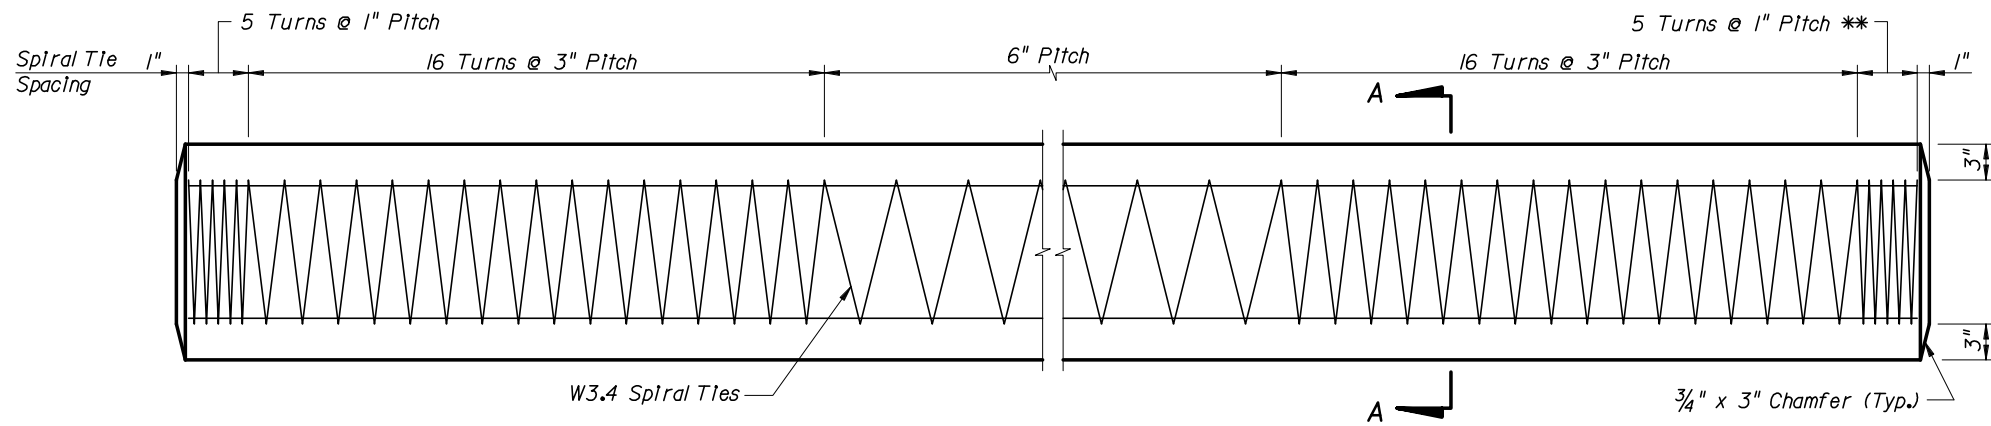 5 Turns @ 1" Pitch
5 Turns @ 1" Pitch **
Spiral Tie
Spacing
1"
16 Turns @ 3" Pitch
6" Pitch
16 Turns @ 3" Pitch
1"
A
3"
3"
W3.4 Spiral Ties
A
3/4" x 3" Chamfer (Typ.)